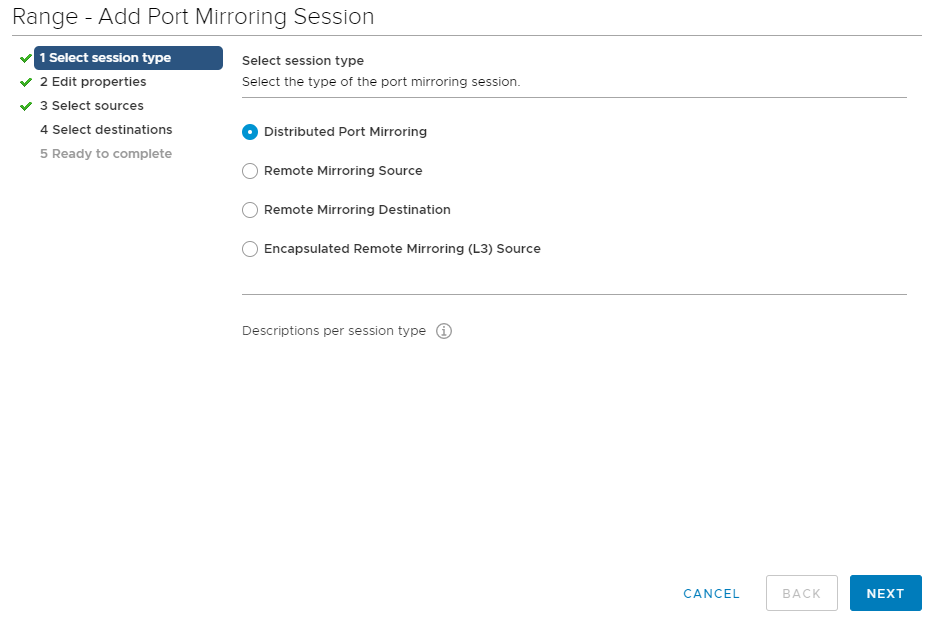 Range - Add Port Mirroring Session
1 Select session type
2 Edit properties
3 Select sources
4 Select destinations
5 Ready to complete
Select session type
Select the type of the port mirroring session.
Distributed Port Mirroring
Remote Mirroring Source
Remote Mirroring Destination
Encapsulated Remote Mirroring (L3) Source
Descriptions per session type
CANCEL
BACK
NEXT